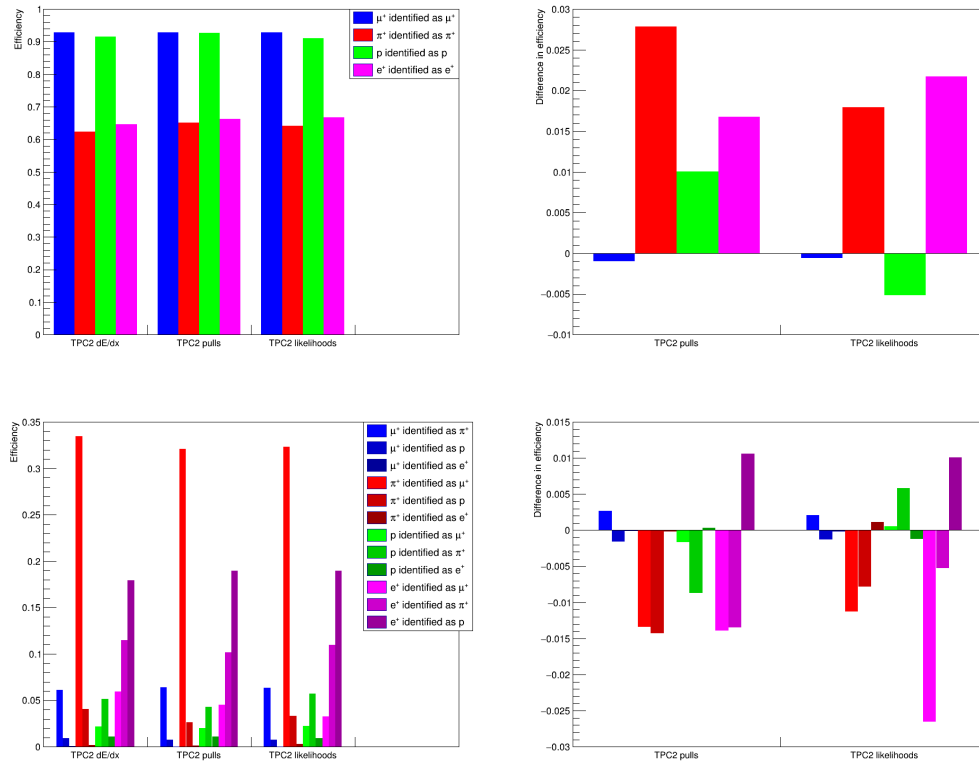 Efficiency
1
0.9
0.8
0.7
0.6
0.5
0.4
0.3
0.2
0.1
0
TPC2 dE/dx
TPC2 pulls
TPC2 likelihoods
μ⁺ identified as μ⁺
π⁺ identified as π⁺
p identified as p
e⁺ identified as e⁺
Difference in efficiency
0.03
0.025
0.02
0.015
0.01
0.005
0
−0.005
−0.01
TPC2 pulls
TPC2 likelihoods
Efficiency
0.35
0.3
0.25
0.2
0.15
0.1
0.05
0
TPC2 dE/dx
TPC2 pulls
TPC2 likelihoods
μ⁺ identified as π⁺
μ⁺ identified as p
μ⁺ identified as e⁺
π⁺ identified as μ⁺
π⁺ identified as p
π⁺ identified as e⁺
p identified as μ⁺
p identified as π⁺
p identified as e⁺
e⁺ identified as μ⁺
e⁺ identified as π⁺
e⁺ identified as p
Difference in efficiency
0.015
0.01
0.005
0
−0.005
−0.01
−0.015
−0.02
−0.025
−0.03
TPC2 pulls
TPC2 likelihoods